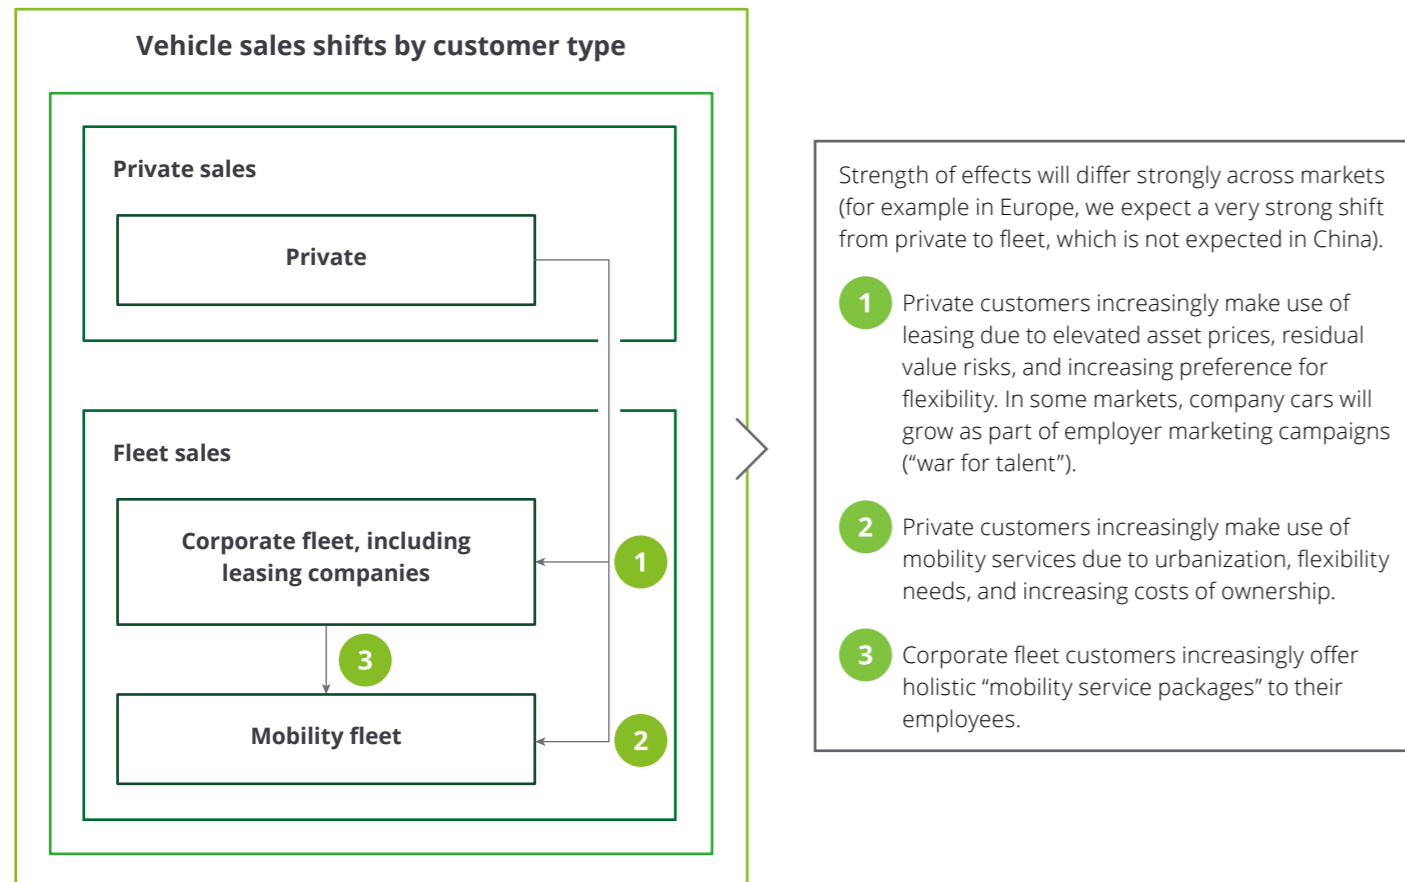 Vehicle sales shifts by customer type
Private sales
Private
Fleet sales
Corporate fleet, including
leasing companies
1
3
Mobility fleet
2
Strength of effects will differ strongly across markets
(for example in Europe, we expect a very strong shift
from private to fleet, which is not expected in China).
1 Private customers increasingly make use of
leasing due to elevated asset prices, residual
value risks, and increasing preference for
flexibility. In some markets, company cars will
grow as part of employer marketing campaigns
(“war for talent”).
2 Private customers increasingly make use of
mobility services due to urbanization, flexibility
needs, and increasing costs of ownership.
3 Corporate fleet customers increasingly offer
holistic “mobility service packages” to their
employees.